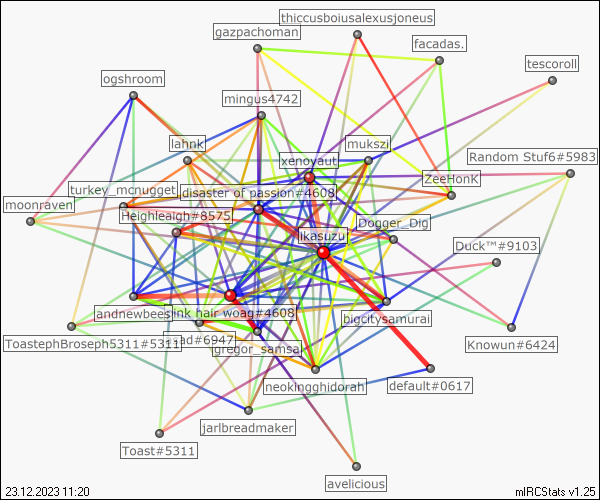 thiccusboiusalexusjoneus
gazpachoman
facadas.
tescoroll
ogshroom
mingus4742
lahnk
mukszi
xenoyaut
Random Stuf6#5983
ZeeHonK
turkey_mcnugget
disaster of passion#4608
moonraven
Heighleaigh#8575
Dogger_Dig
likasuzu
Duck™#9103
andnewbees
ink hair woag#4608
bigcitysamurai
ToastephBroseph5311#5311
ad#6947
gregor_samsa
Knowun#6424
neokingghidorah
default#0617
jarlbreadmaker
Toast#5311
avelicious
23.12.2023 11:20
mIRCStats v1.25